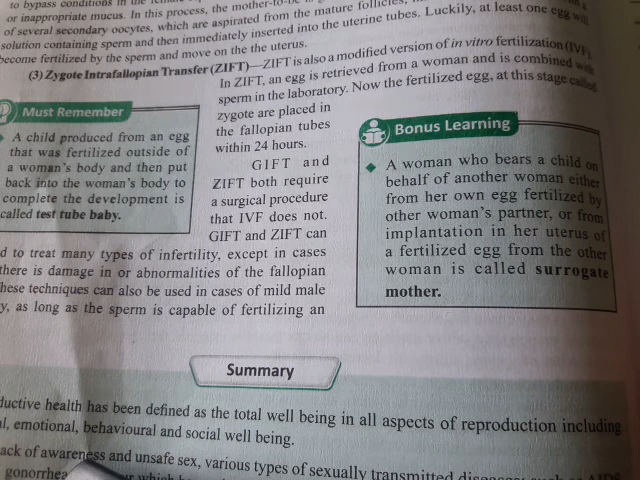 to bypass conditions in the female
or inappropriate mucus. In this process, the mother-to-be
of several secondary oocytes, which are aspirated from the mature follicles,
solution containing sperm and then immediately inserted into the uterine tubes. Luckily, at least one egg will
become fertilized by the sperm and move on the the uterus.
(3) Zygote Intrafallopian Transfer (ZIFT)—ZIFT is also a modified version of in vitro fertilization (IVF).
In ZIFT, an egg is retrieved from a woman and is combined with
sperm in the laboratory. Now the fertilized egg, at this stage called
zygote are placed in
the fallopian tubes
within 24 hours.
Must Remember
A child produced from an egg
that was fertilized outside of
a woman's body and then put
back into the woman's body to
complete the development is
called test tube baby.
GIFT and
ZIFT both require
a surgical procedure
that IVF does not.
GIFT and ZIFT can
Bonus Learning
◆ A woman who bears a child on
behalf of another woman either
from her own egg fertilized by
other woman's partner, or from
implantation in her uterus of
a fertilized egg from the other
woman is called surrogate
mother.
d to treat many types of infertility, except in cases
there is damage in or abnormalities of the fallopian
hese techniques can also be used in cases of mild male
y, as long as the sperm is capable of fertilizing an
Summary
ductive health has been defined as the total well being in all aspects of reproduction including
al, emotional, behavioural and social well being.
ack of awareness and unsafe sex, various types of sexually transmitted diseases such as AIDS
gonorrhea